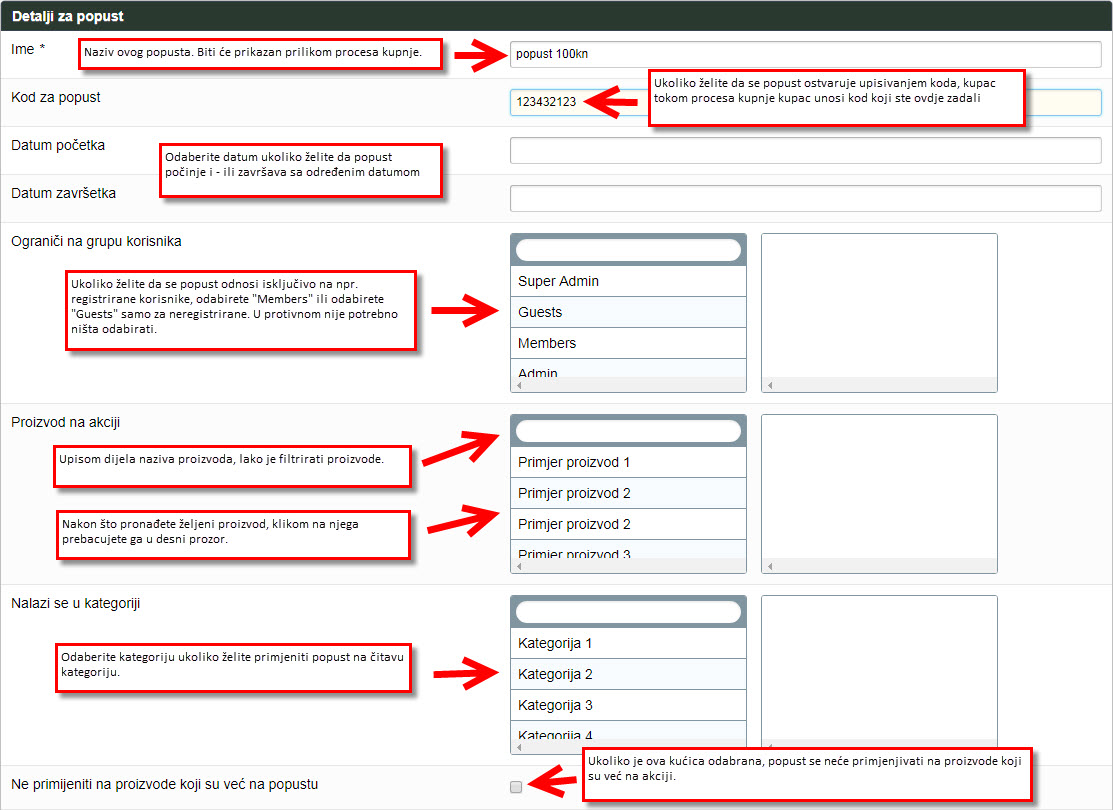 Detalji za popust
Ime *
Naziv ovog popusta. Biti će prikazan prilikom procesa kupnje.
popust 100kn
Kod za popust
123432123
Ukoliko želite da se popust ostvaruje upisivanjem koda, kupac
tokom procesa kupnje kupac unosi kod koji ste ovdje zadali
Datum početka
Odaberite datum ukoliko želite da popust
počinje i - ili završava sa određenim datumom
Datum završetka
Ograniči na grupu korisnika
Ukoliko želite da se popust odnosi isključivo na npr.
registrirane korisnike, odabirete "Members" ili odabirete
"Guests" samo za neregistrirane. U protivnom nije potrebno
ništa odabirati.
Super Admin
Guests
Members
Admin
Proizvod na akciji
Upisom dijela naziva proizvoda, lako je filtrirati proizvode.
Nakon što pronađete željeni proizvod, klikom na njega
prebacujete ga u desni prozor.
Primjer proizvod 1
Primjer proizvod 2
Primjer proizvod 2
Primjer proizvod 3
Nalazi se u kategoriji
Odaberite kategoriju ukoliko želite primjeniti popust na čitavu
kategoriju.
Kategorija 1
Kategorija 2
Kategorija 3
Kategorija 4
Ne primijeniti na proizvode koji su već na popustu
Ukoliko je ova kućica odabrana, popust se neće primjenjivati na proizvode koji
su već na akciji.